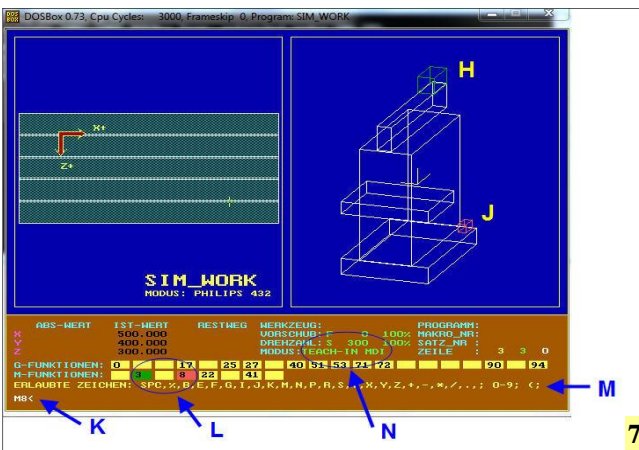 DOSBox 0.73, Cpu Cycles: 3000, Frameskip 0, Program: SIM_WORK
H
X+
Z+
J
SIM_WORK
MODUS: PHILIPS 432
ABS-WERT IST-WERT RESTWEG WERKZEUG: PROGRAMM:
X 500.000 VORSCHUB: F 0 100% MAKRO_NR:
Y 400.000 DREHZAHL: S 300 100% SATZ_NR :
Z 300.000 MODUS: TEACH-IN MDI ZEILE : 3 3 0
G-FUNKTIONEN: 0 17 25 27 40 51 53 71 72 90 94
M-FUNKTIONEN: 3 8 22 41
ERLAUBTE ZEICHEN: SPC,%,B,E,F,G,I,J,K,M,N,P,R,S,
X,Y,Z,+,-,*,/,.,; 0-9; (;
M8<
K
L
N
M
7